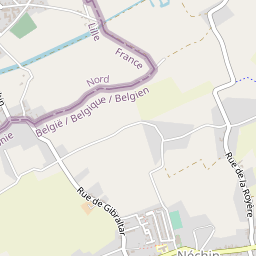 Lille
France
Nord
België / Belgique / Belgien
Rue de Gibraltar
Rue de la Royère
Néchin